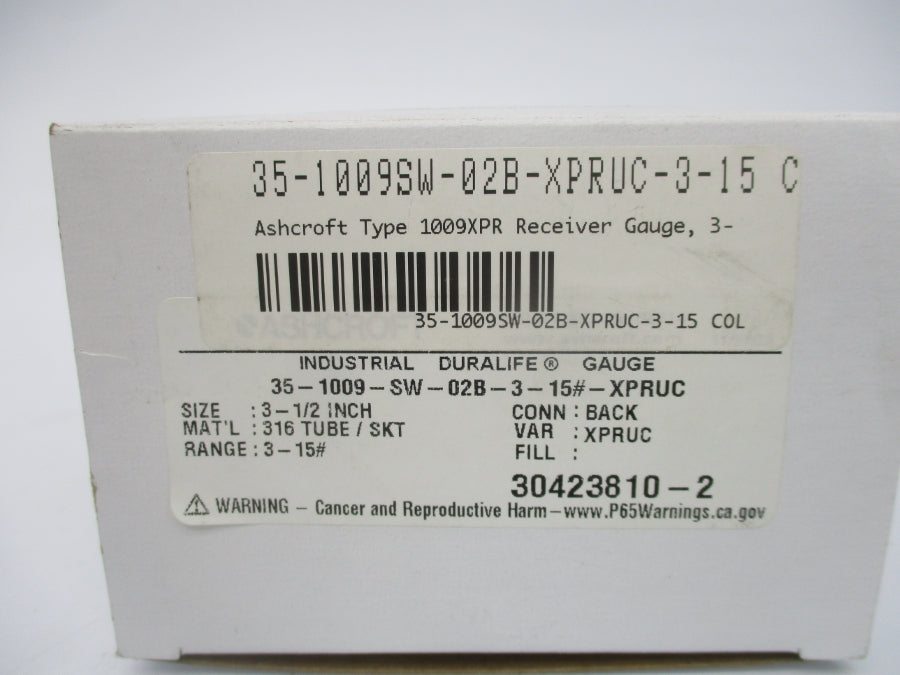 35-1009SW-02B-XPRUC-3-15 C
Ashcroft Type 1009XPR Receiver Gauge, 3-
35-1009SW-02B-XPRUC-3-15 COL
ASHCROFT
INDUSTRIAL DURALIFE® GAUGE
35-1009-SW-02B-3-15#-XPRUC
SIZE : 3-1/2 INCH CONN : BACK
MAT'L : 316 TUBE / SKT VAR : XPRUC
RANGE : 3-15# FILL :
30423810-2
⚠ WARNING - Cancer and Reproductive Harm-www.P65Warnings.ca.gov